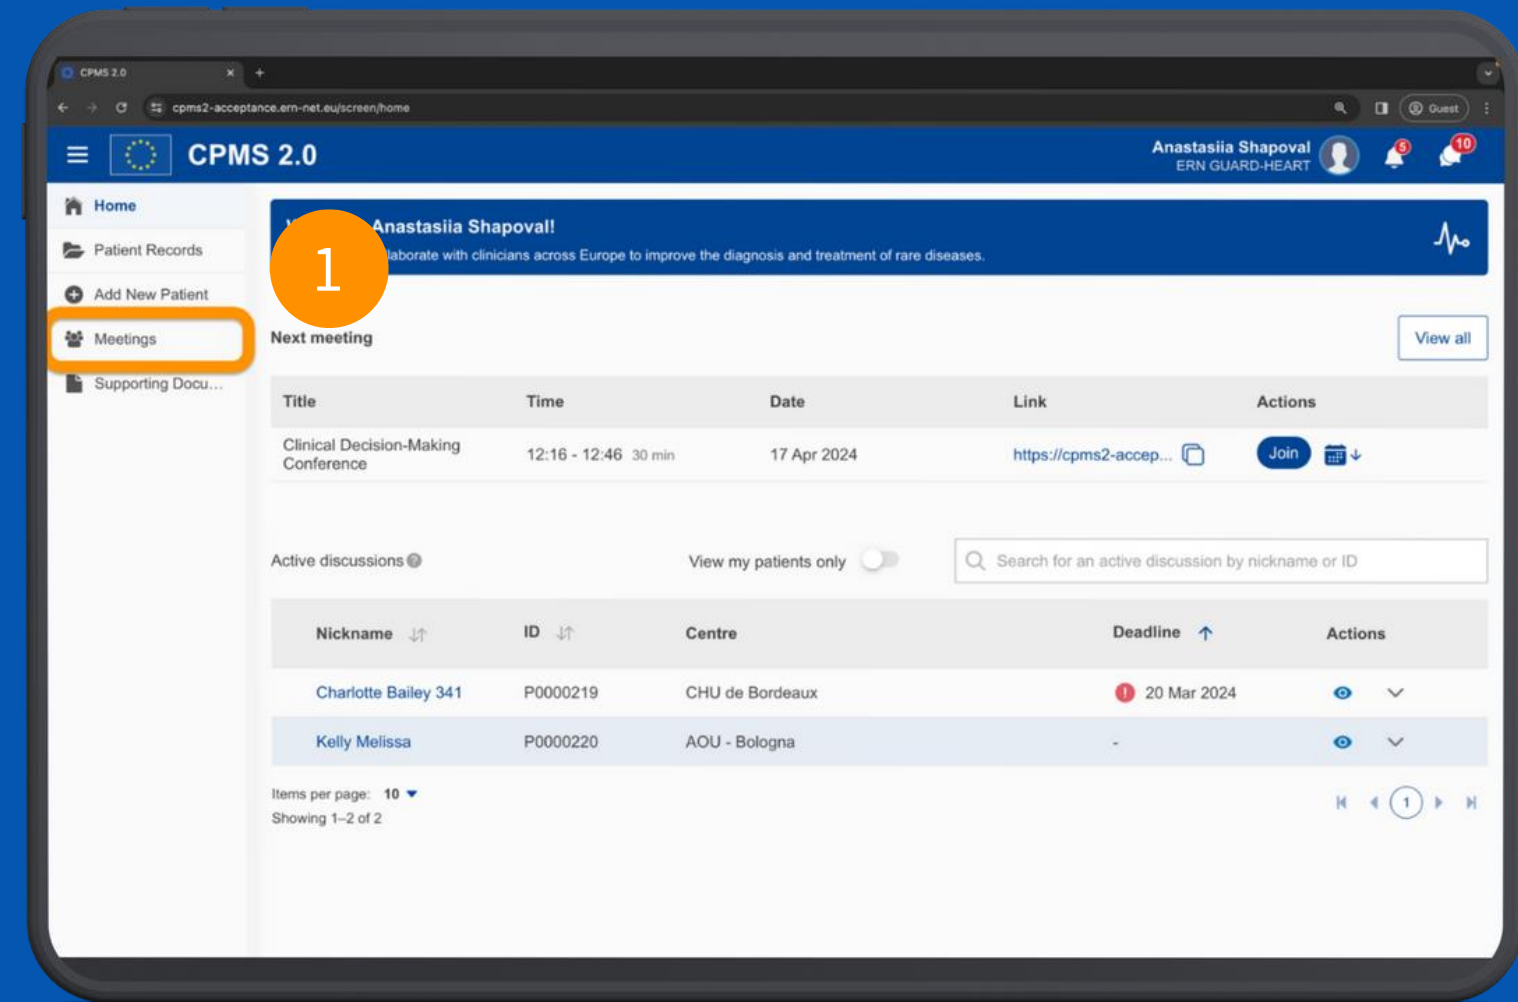 CPMS 2.0
cpms2-acceptance.ern-net.eu/screen/home
Guest
CPMS 2.0
Anastasiia Shapoval
ERN GUARD-HEART
5
10
Home
Patient Records
Add New Patient
Meetings
Supporting Docu...
1
Anastasiia Shapoval!
laborate with clinicians across Europe to improve the diagnosis and treatment of rare diseases.
Next meeting
View all
Title Time Date Link Actions
Clinical Decision-Making
Conference
12:16 - 12:46 30 min 17 Apr 2024 https://cpms2-accep... Join
Active discussions
View my patients only
Search for an active discussion by nickname or ID
Nickname ID Centre Deadline Actions
Charlotte Bailey 341 P0000219 CHU de Bordeaux 20 Mar 2024
Kelly Melissa P0000220 AOU - Bologna -
Items per page: 10
Showing 1–2 of 2
1